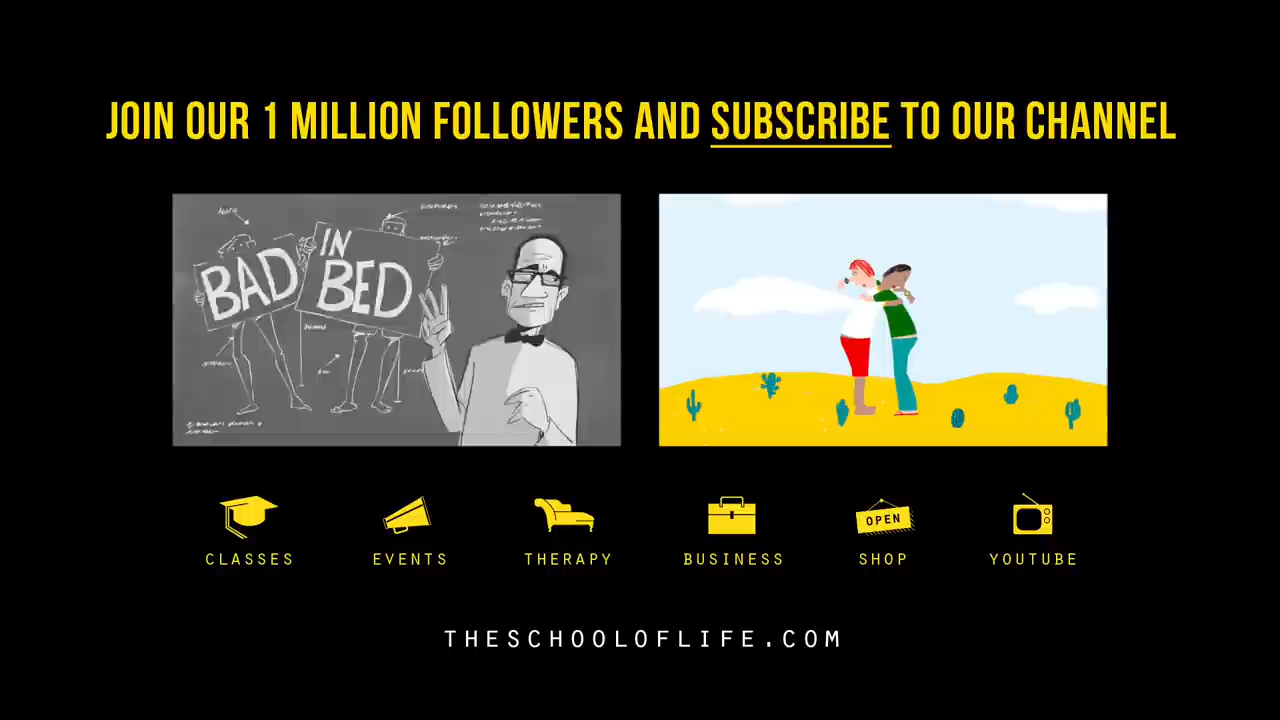 JOIN OUR 1 MILLION FOLLOWERS AND SUBSCRIBE TO OUR CHANNEL
BAD
IN
BED
CLASSES
EVENTS
THERAPY
BUSINESS
OPEN
SHOP
YOUTUBE
THESCHOOLOFLIFE.COM